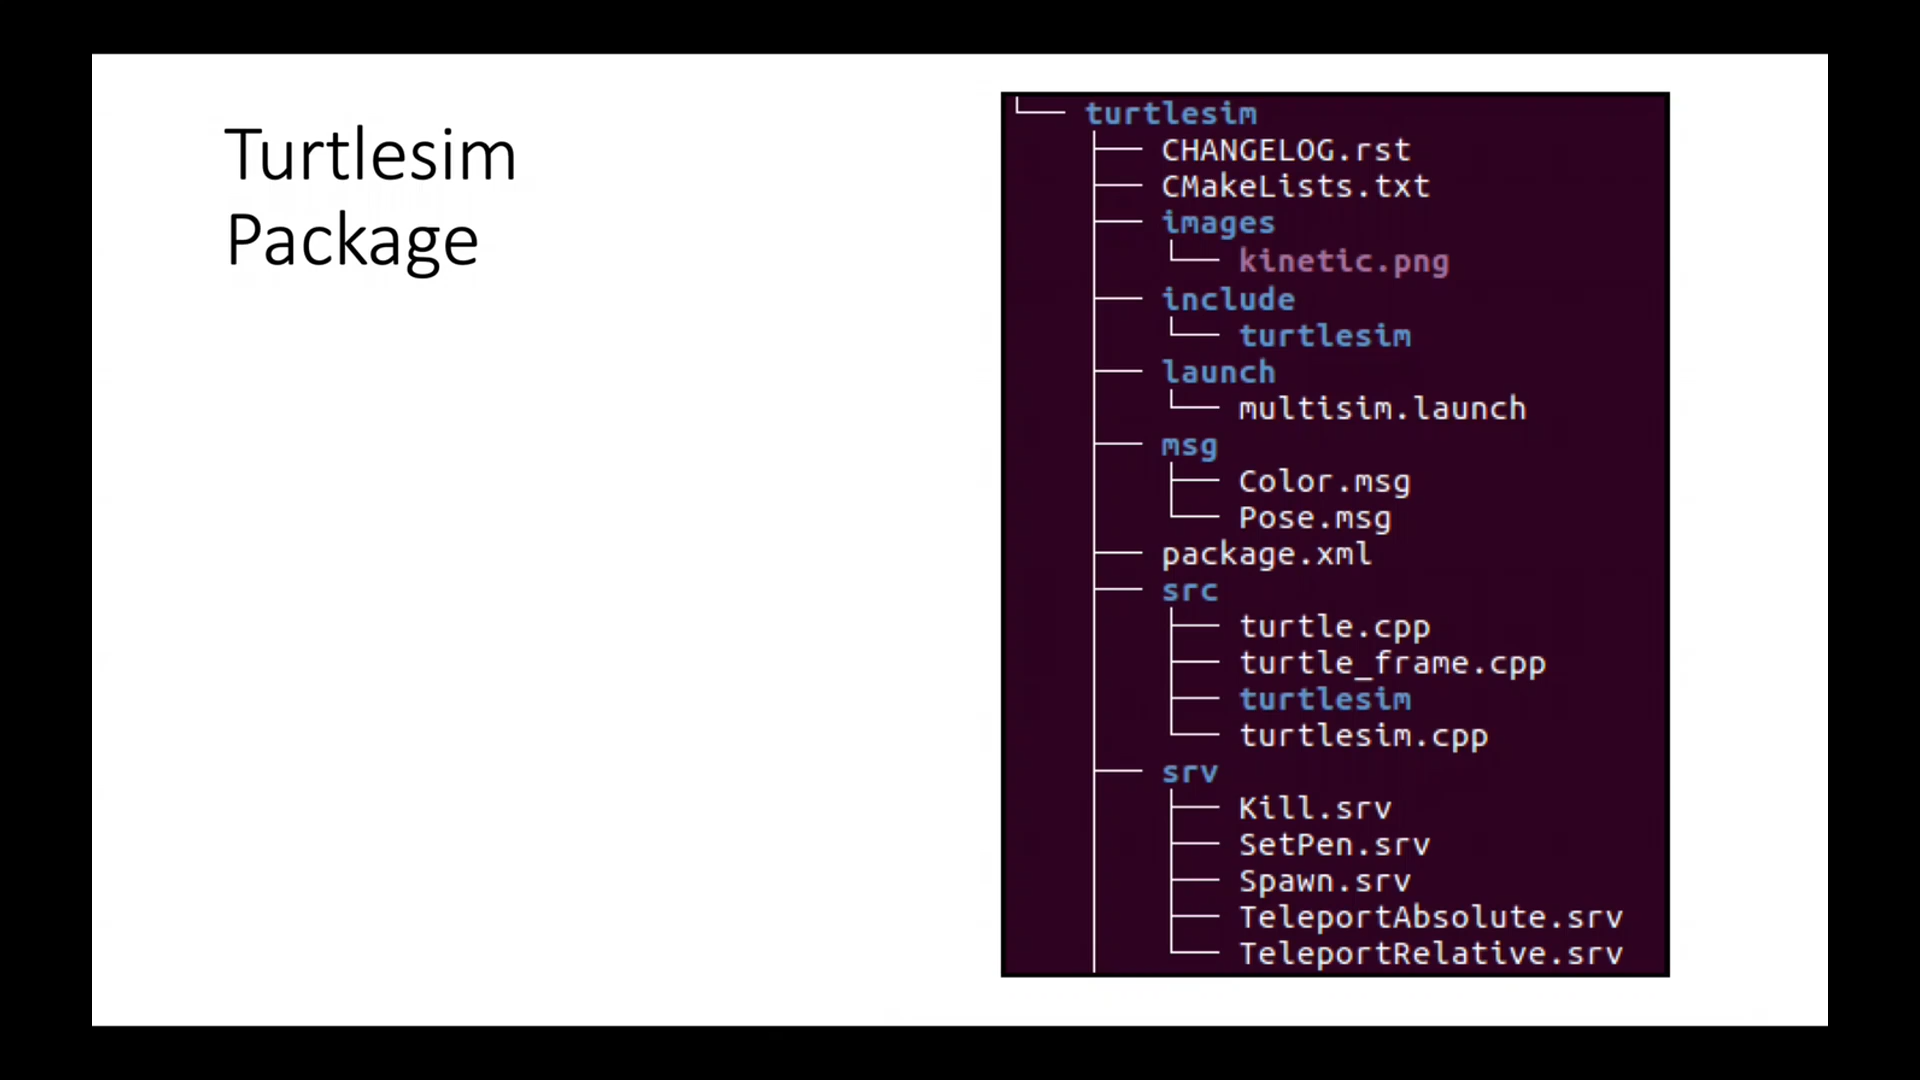 Turtlesim
Package
turtlesim
CHANGELOG.rst
CMakeLists.txt
images
kinetic.png
include
turtlesim
launch
multisim.launch
msg
Color.msg
Pose.msg
package.xml
src
turtle.cpp
turtle_frame.cpp
turtlesim
turtlesim.cpp
srv
Kill.srv
SetPen.srv
Spawn.srv
TeleportAbsolute.srv
TeleportRelative.srv